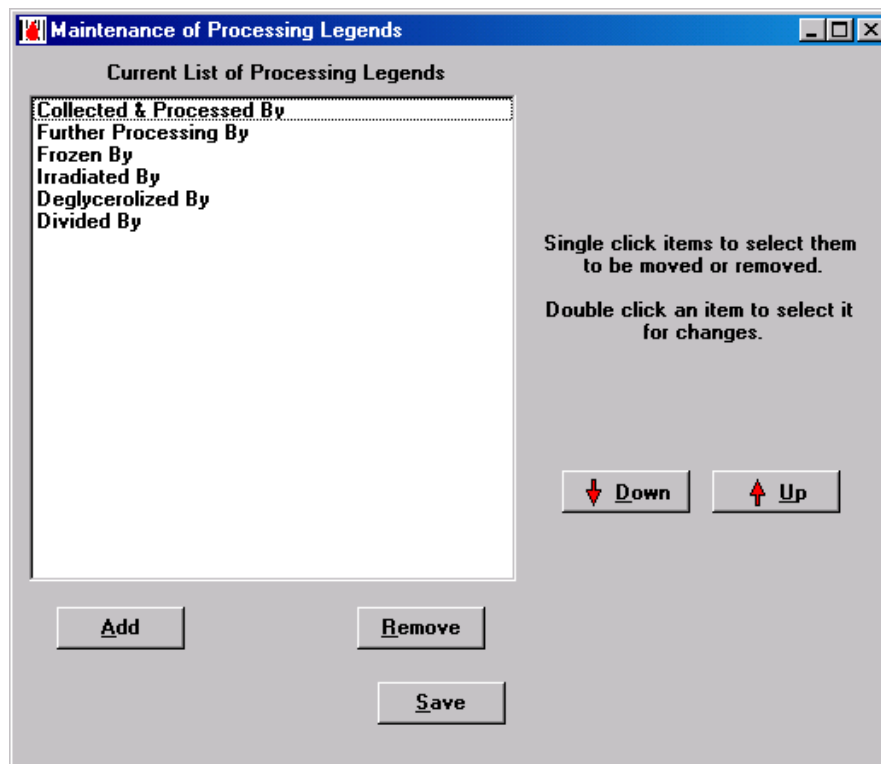 Maintenance of Processing Legends
Current List of Processing Legends
Collected & Processed By
Further Processing By
Frozen By
Irradiated By
Deglycerolized By
Divided By
Single click items to select them
to be moved or removed.
Double click an item to select it
for changes.
Down
Up
Add
Remove
Save